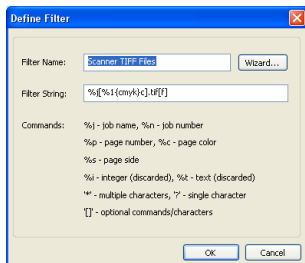 Define Filter
Filter Name: Scanner TIFF Files Wizard...
Filter String: %j[%1{cmyk}c].tif[f]
Commands: %j - job name, %n - job number
%p - page number, %c - page color
%s - page side
%i - integer (discarded), %t - text (discarded)
'*' - multiple characters, '?' - single character
'[]' - optional commands/characters
OK Cancel